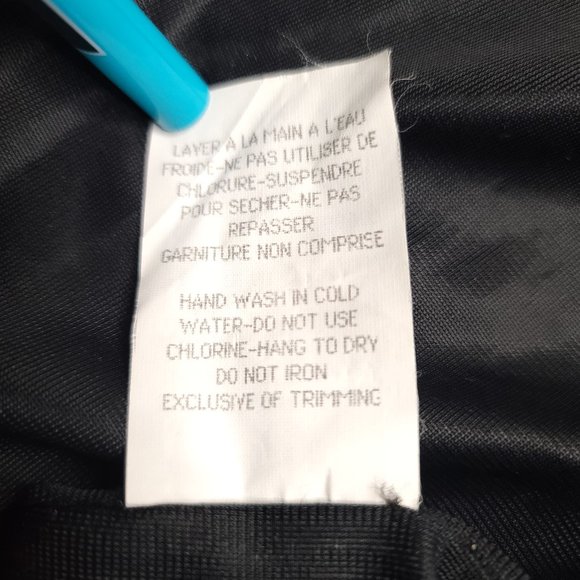 LAVER A LA MAIN A L'EAU
FROIDE-NE PAS UTILISER DE
CHLORURE-SUSPENDRE
POUR SECHER-NE PAS
REPASSER
GARNITURE NON COMPRISE
HAND WASH IN COLD
WATER-DO NOT USE
CHLORINE-HANG TO DRY
DO NOT IRON
EXCLUSIVE OF TRIMMING